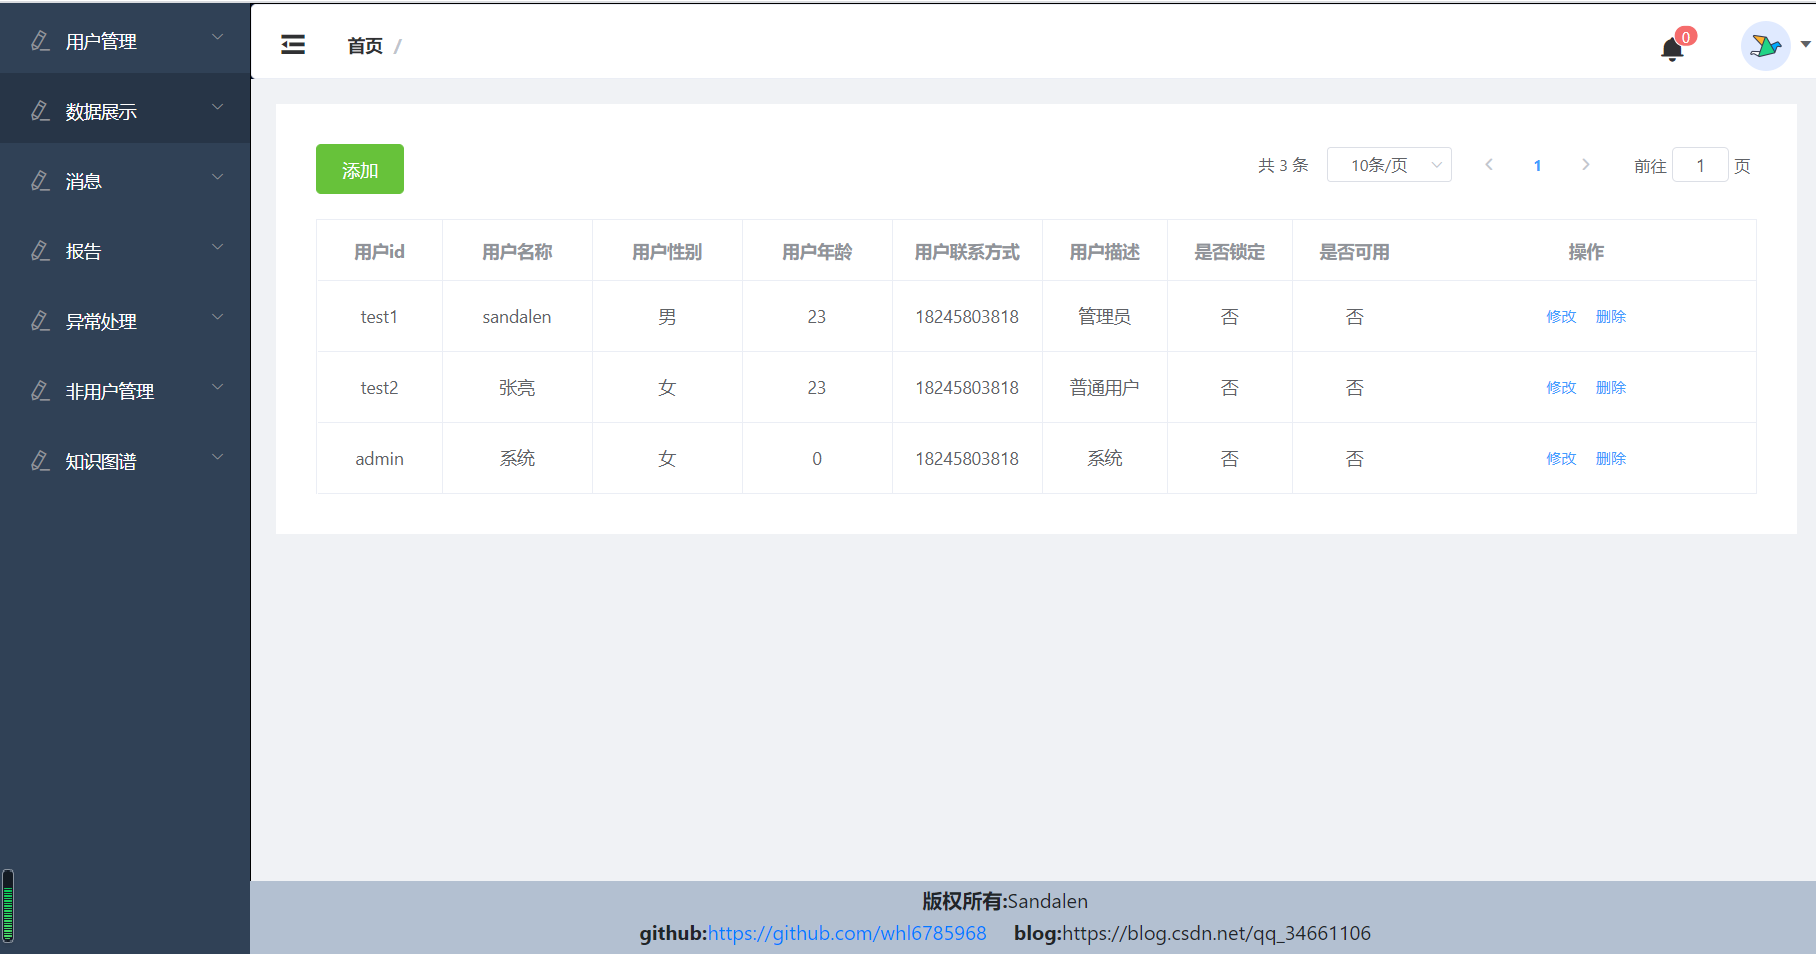 用户管理
数据展示
消息
报告
异常处理
非用户管理
知识图谱
首页 /
0
添加
共 3 条 10条/页 1 前往 1 页
用户id 用户名称 用户性别 用户年龄 用户联系方式 用户描述 是否锁定 是否可用 操作
test1 sandalen 男 23 18245803818 管理员 否 否 修改 删除
test2 张亮 女 23 18245803818 普通用户 否 否 修改 删除
admin 系统 女 0 18245803818 系统 否 否 修改 删除
版权所有:Sandalen
github:https://github.com/whl6785968 blog:https://blog.csdn.net/qq_34661106